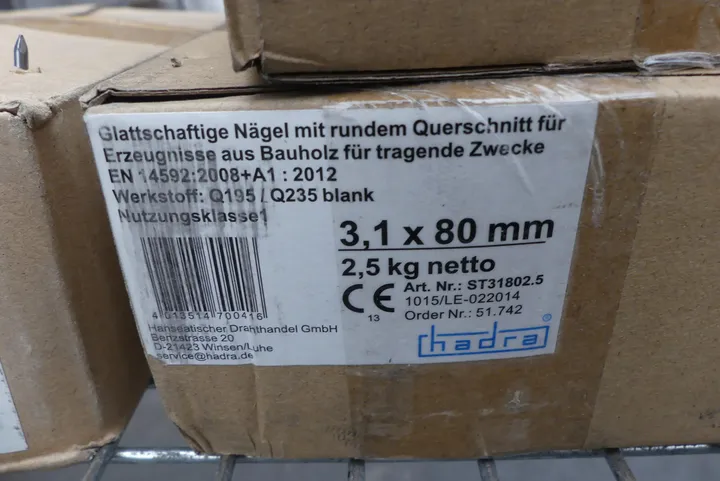 Glattschaftige Nägel mit rundem Querschnitt für
Erzeugnisse aus Bauholz für tragende Zwecke
EN 14592:2008+A1 : 2012
Werkstoff: Q195 / Q235 blank
Nutzungsklasse1
3,1 x 80 mm
2,5 kg netto
Art. Nr.: ST31802.5
CE 1015/LE-022014
13 Order Nr.: 51.742
4 013514 700416
Hanseatischer Drahthandel GmbH
Benzstrasse 20
D-21423 Winsen/Luhe
service@hadra.de
hadra®